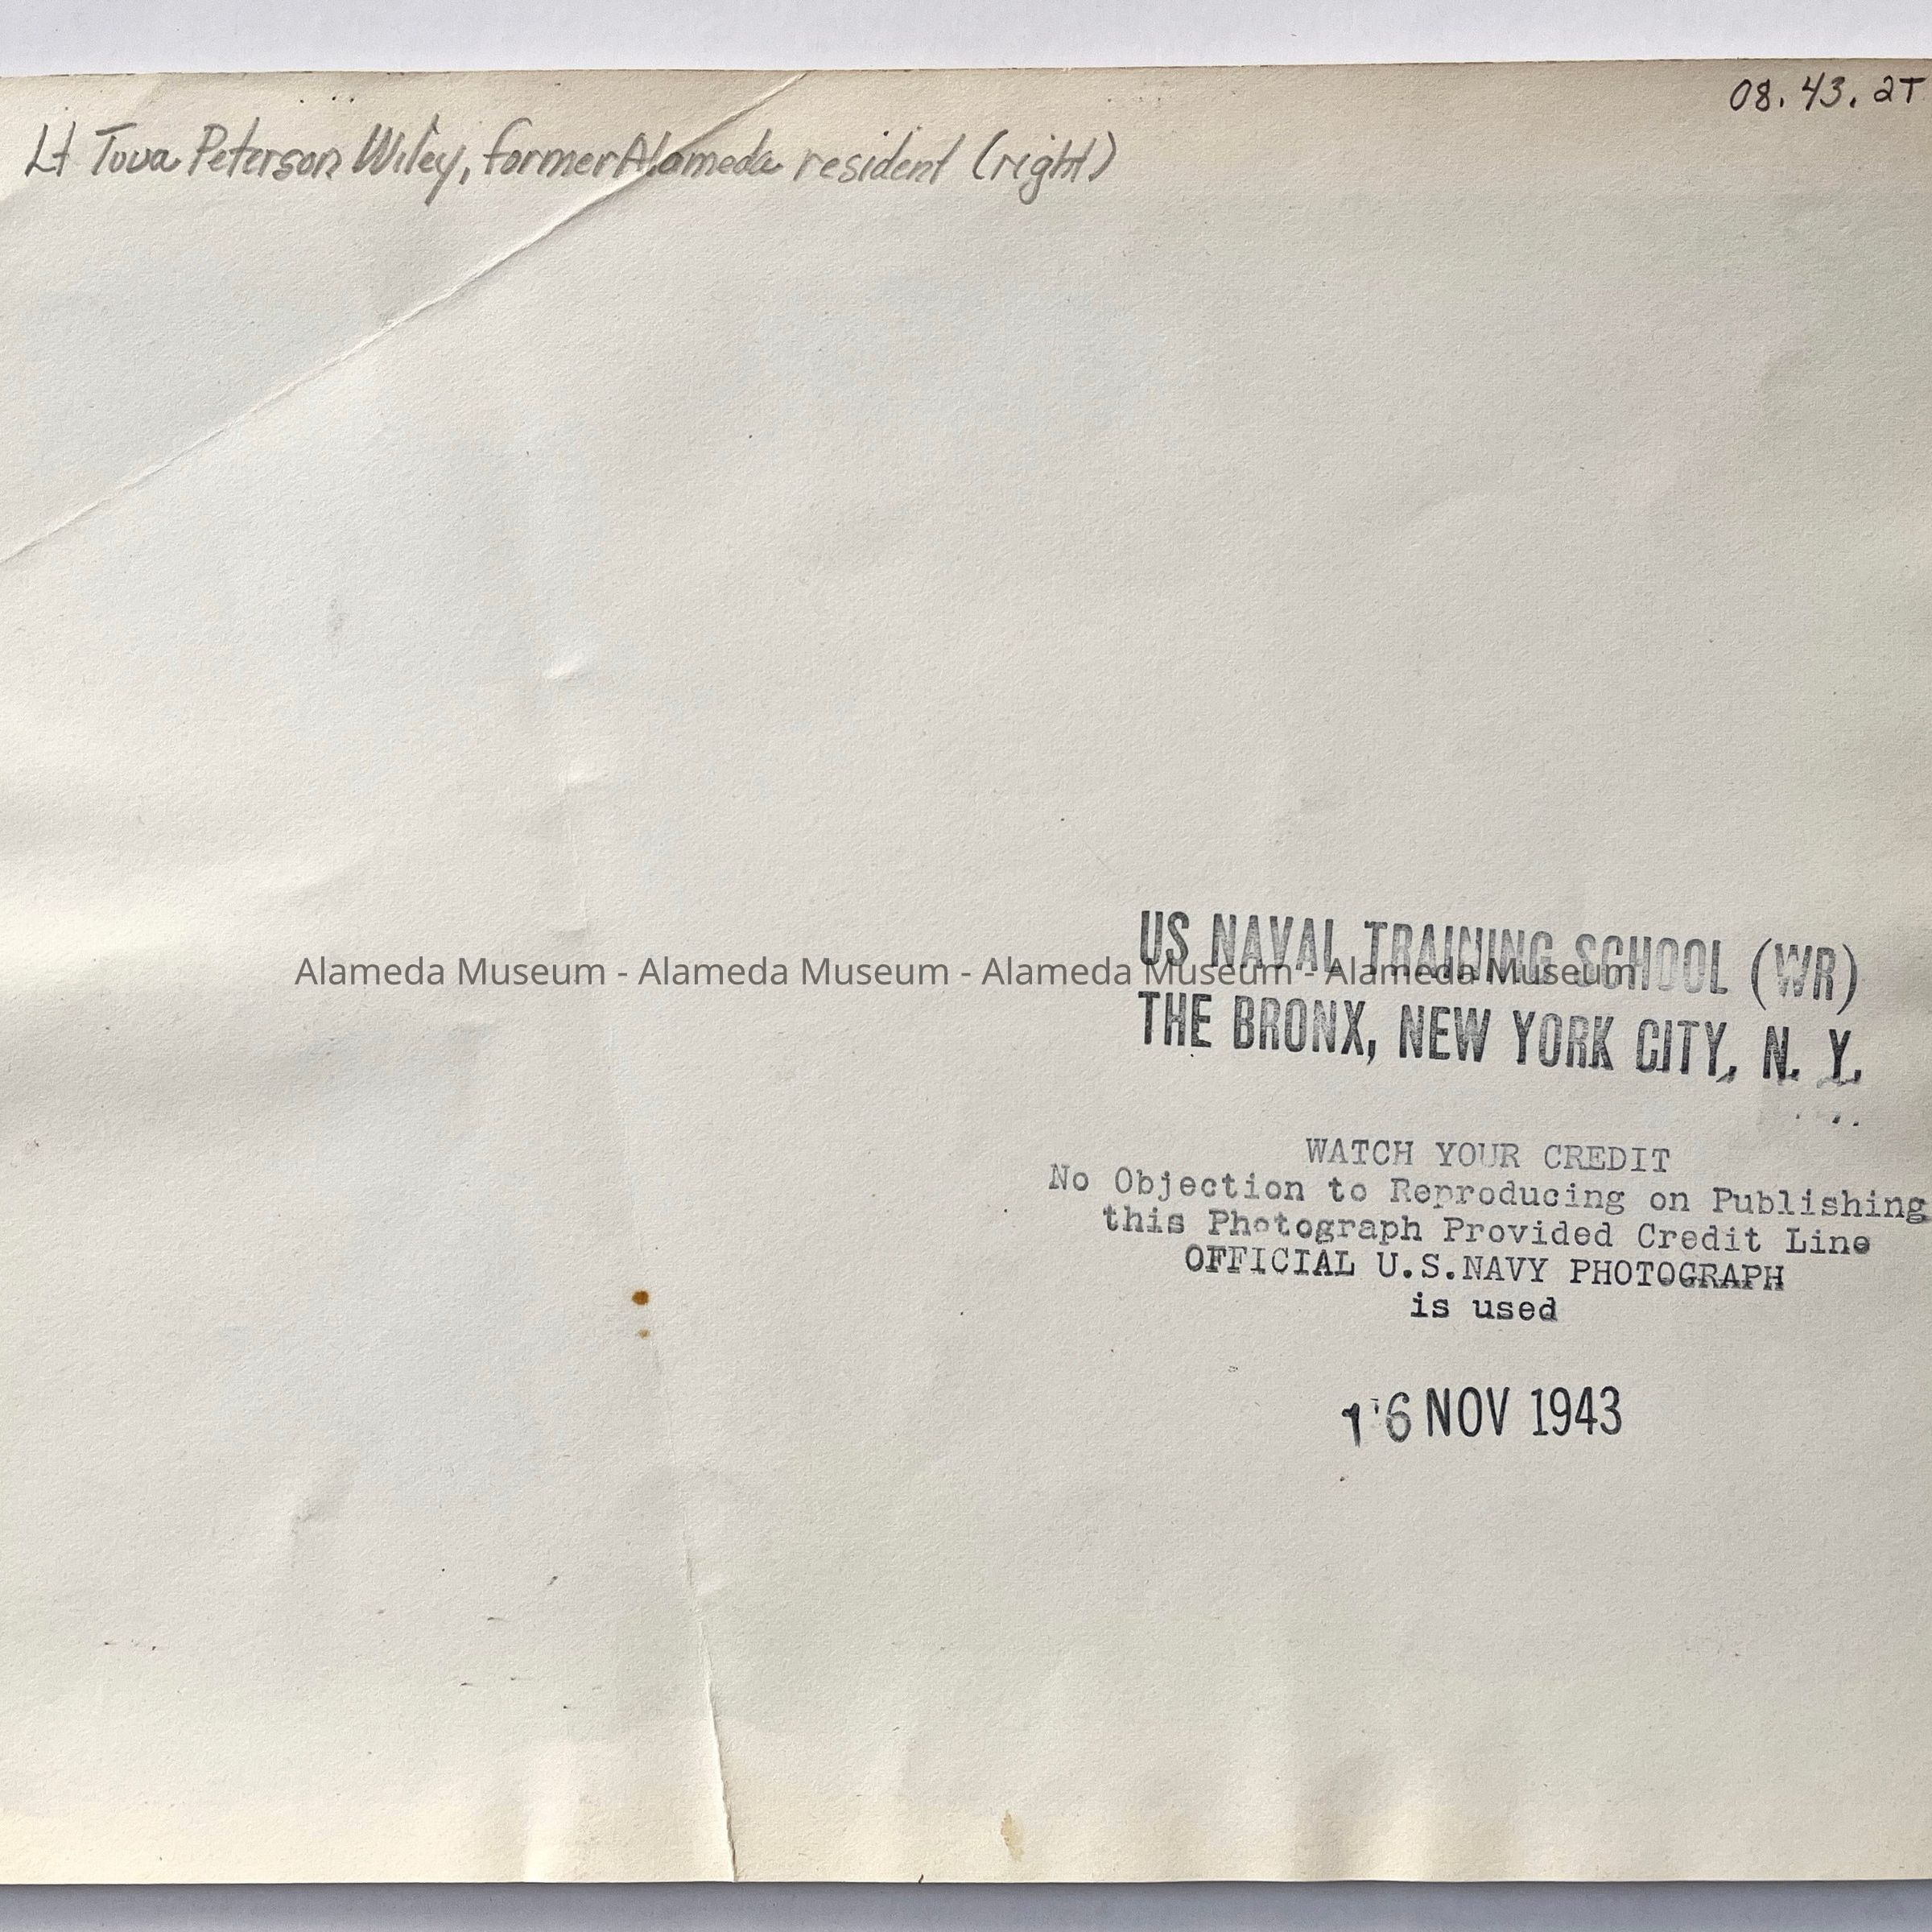 08.43.2T
Lt Tova Peterson Wiley, former Alameda resident (right)
US NAVAL TRAINING SCHOOL (WR)
Alameda Museum - Alameda Museum - Alameda Museum - Alameda Museum
THE BRONX, NEW YORK CITY, N. Y.
WATCH YOUR CREDIT
No Objection to Reproducing on Publishing
this Photograph Provided Credit Line
OFFICIAL U.S.NAVY PHOTOGRAPH
is used
16 NOV 1943